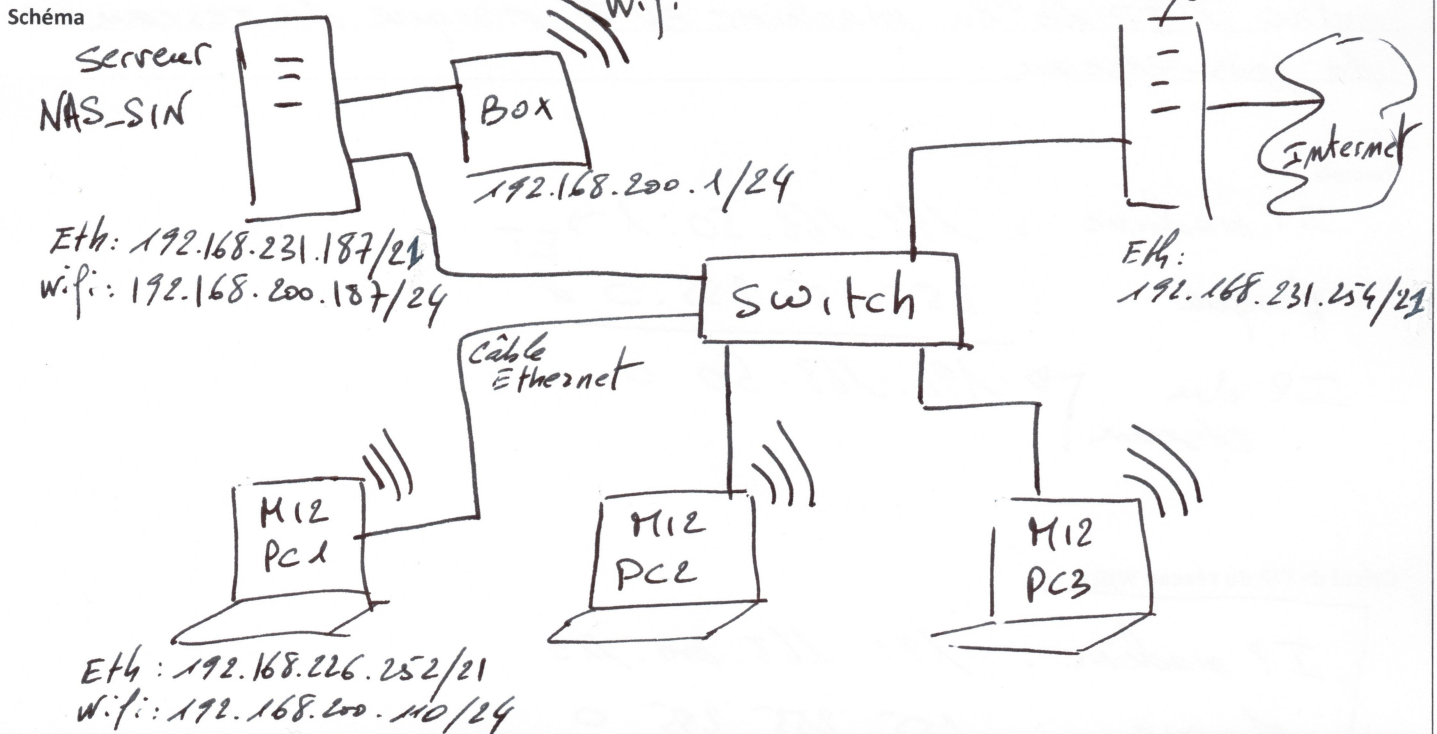 Schéma
Wifi
Serveur
NAS_SIN
BOX
192.168.200.1/24
Internet
Eth: 192.168.231.187/21
Wifi: 192.168.200.187/24
Eth:
192.168.231.254/21
Switch
Câble
Ethernet
M12
PC1
M12
PC2
M12
PC3
Eth: 192.168.226.252/21
Wifi: 192.168.200.110/24